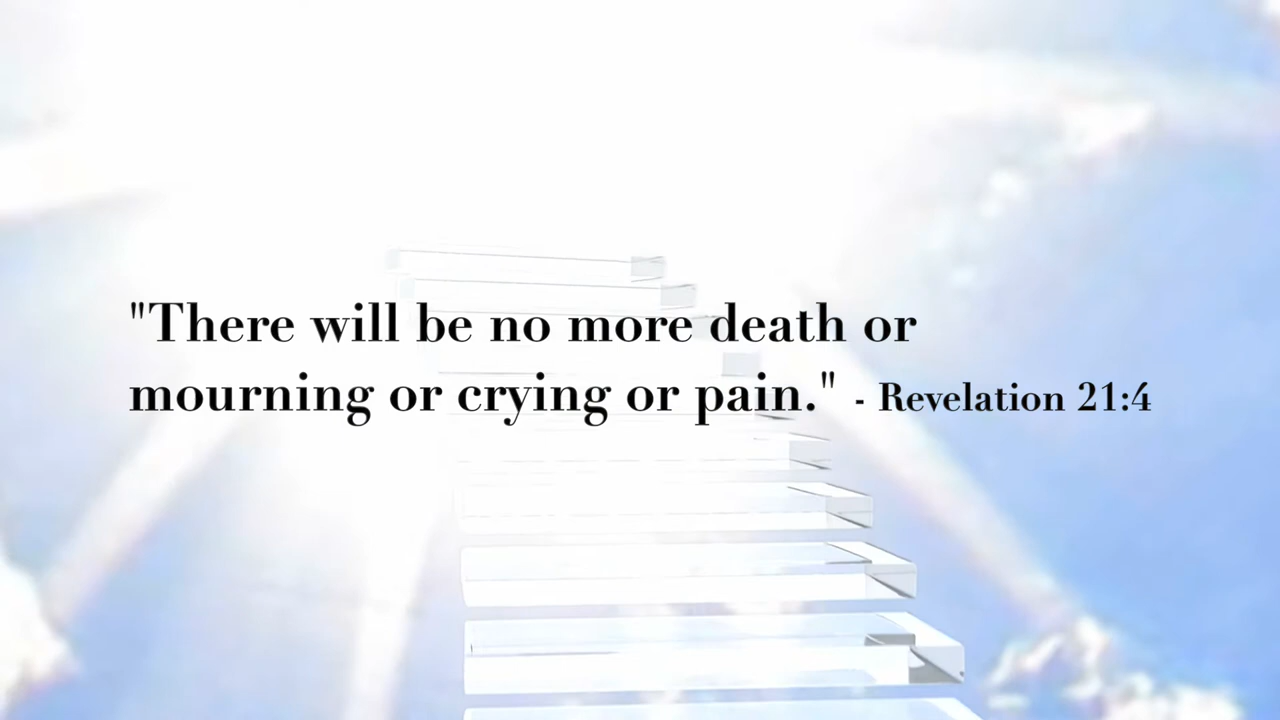 "There will be no more death or
mourning or crying or pain." - Revelation 21:4